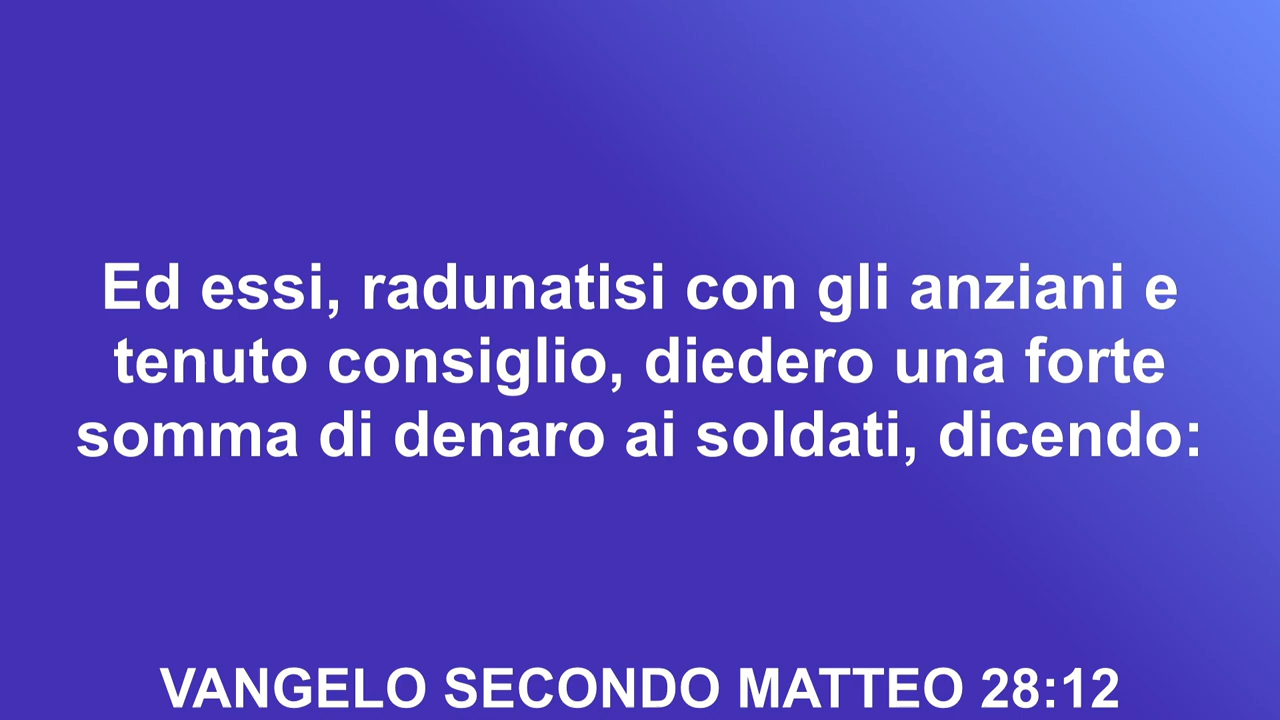 Ed essi, radunatisi con gli anziani e
tenuto consiglio, diedero una forte
somma di denaro ai soldati, dicendo:
VANGELO SECONDO MATTEO 28:12